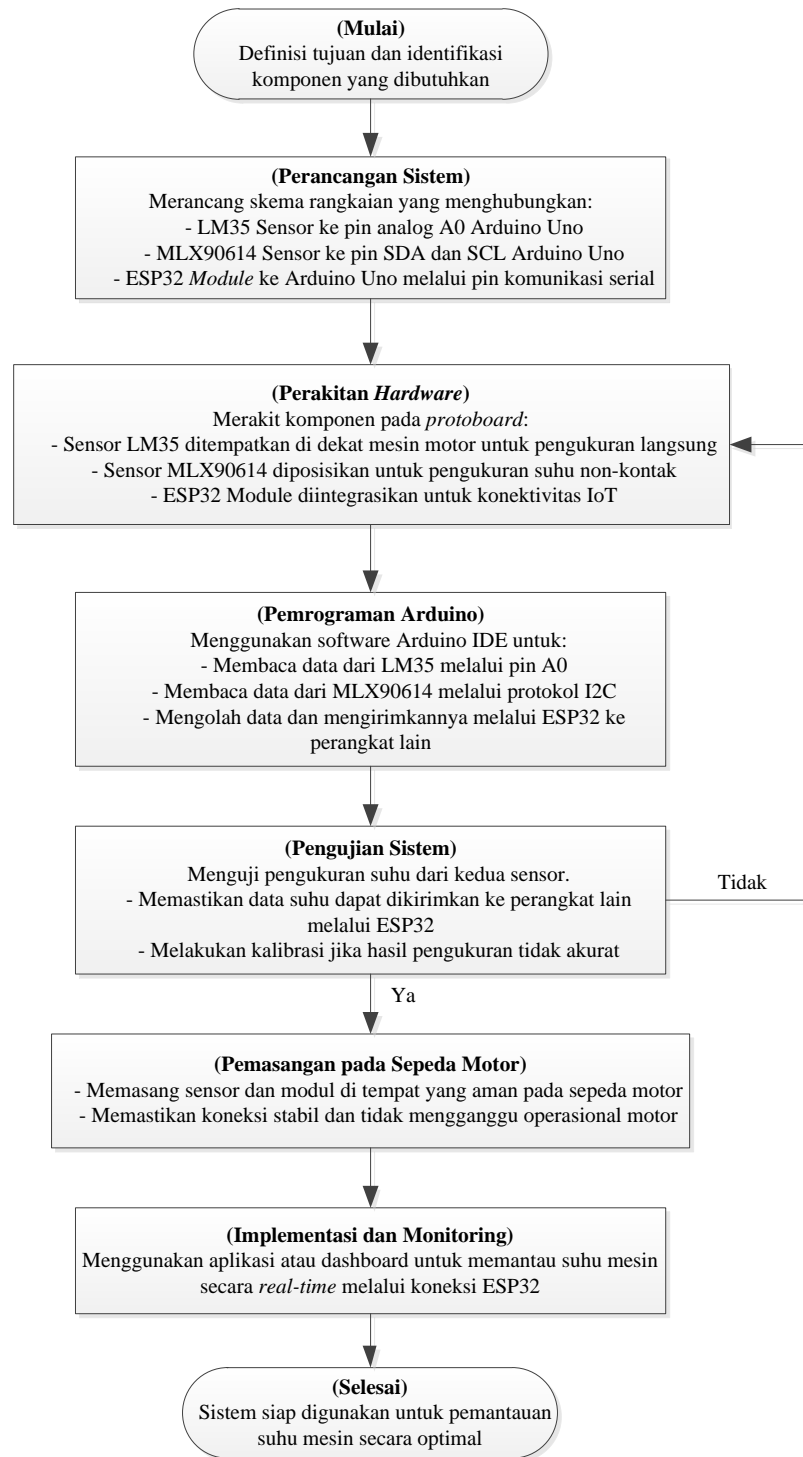 (Mulai)
Definisi tujuan dan identifikasi
komponen yang dibutuhkan
(Perancangan Sistem)
Merancang skema rangkaian yang menghubungkan:
- LM35 Sensor ke pin analog A0 Arduino Uno
- MLX90614 Sensor ke pin SDA dan SCL Arduino Uno
- ESP32 Module ke Arduino Uno melalui pin komunikasi serial
(Perakitan Hardware)
Merakit komponen pada protoboard:
- Sensor LM35 ditempatkan di dekat mesin motor untuk pengukuran langsung
- Sensor MLX90614 diposisikan untuk pengukuran suhu non-kontak
- ESP32 Module diintegrasikan untuk konektivitas IoT
(Pemrograman Arduino)
Menggunakan software Arduino IDE untuk:
- Membaca data dari LM35 melalui pin A0
- Membaca data dari MLX90614 melalui protokol I2C
- Mengolah data dan mengirimkannya melalui ESP32 ke
perangkat lain
(Pengujian Sistem)
Menguji pengukuran suhu dari kedua sensor.
- Memastikan data suhu dapat dikirimkan ke perangkat lain
melalui ESP32
- Melakukan kalibrasi jika hasil pengukuran tidak akurat
Tidak
Ya
(Pemasangan pada Sepeda Motor)
- Memasang sensor dan modul di tempat yang aman pada sepeda motor
- Memastikan koneksi stabil dan tidak mengganggu operasional motor
(Implementasi dan Monitoring)
Menggunakan aplikasi atau dashboard untuk memantau suhu mesin
secara real-time melalui koneksi ESP32
(Selesai)
Sistem siap digunakan untuk pemantauan
suhu mesin secara optimal